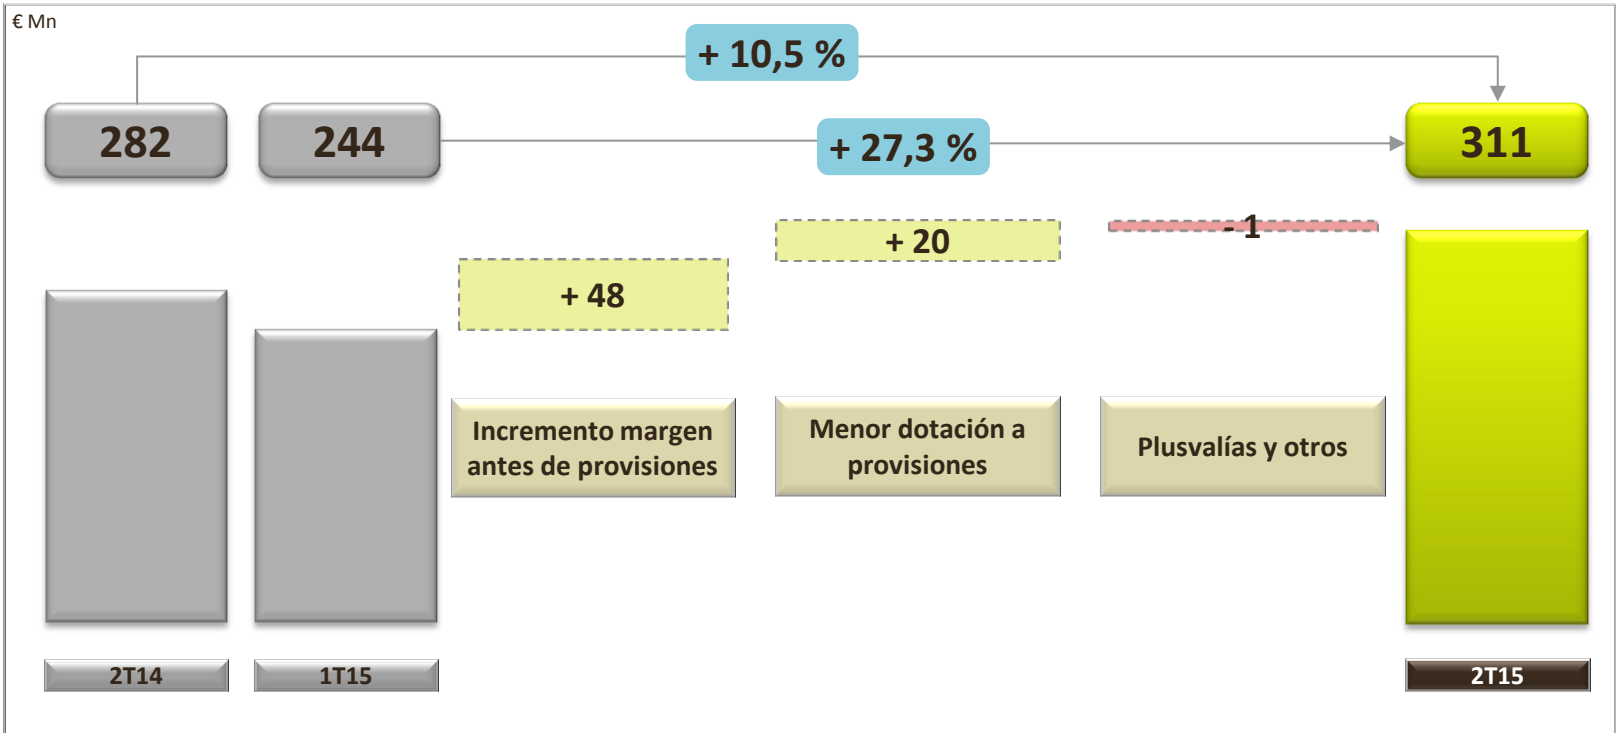 € Mn
+ 10,5 %
282
244
+ 27,3 %
311
+ 48
+ 20
- 1
Incremento margen
antes de provisiones
Menor dotación a
provisiones
Plusvalías y otros
2T14
1T15
2T15